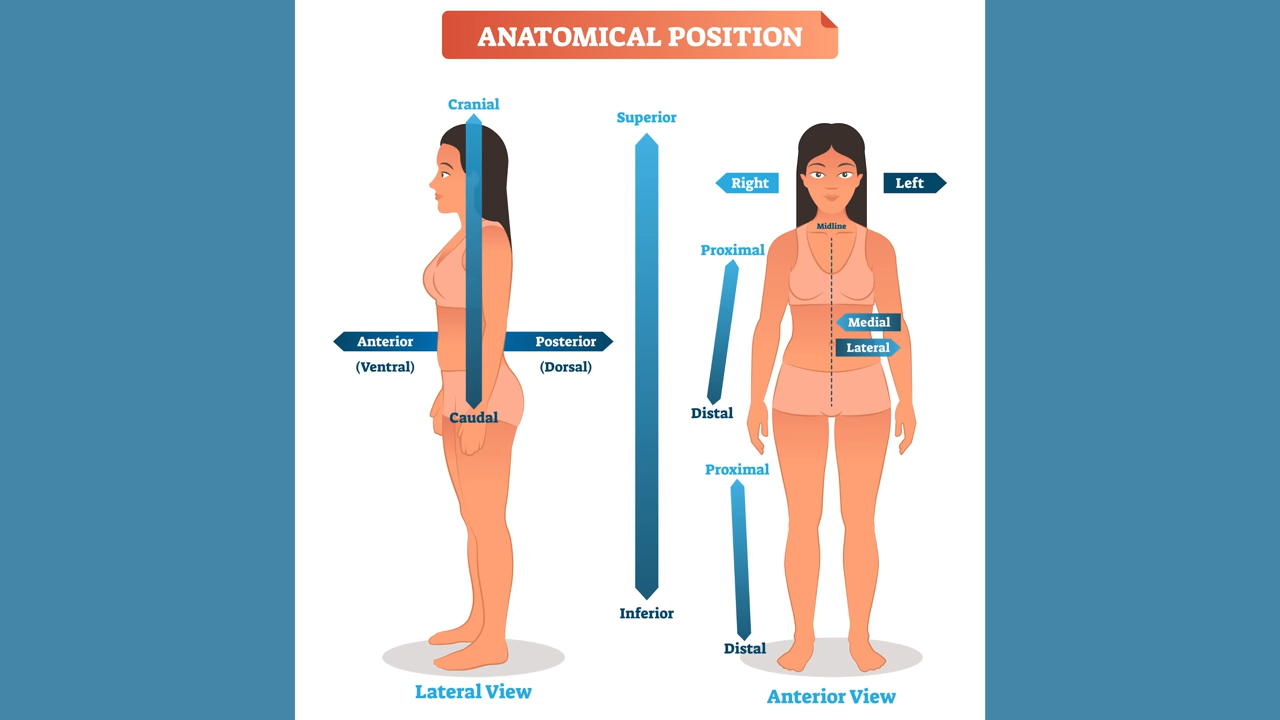 ANATOMICAL POSITION
Cranial
Anterior
(Ventral)
Posterior
(Dorsal)
Caudal
Lateral View
Superior
Inferior
Right
Left
Midline
Proximal
Medial
Lateral
Distal
Proximal
Distal
Anterior View